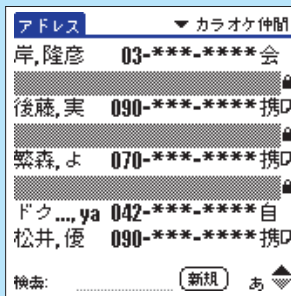 アドレス ▼ カラオケ仲間
岸, 隆彦 03-***-****会
後藤, 実 090-***-****携
繁森, よ 070-***-****携
ドク..., ya 042-***-****自
松井, 優 090-***-****携
検索: 新規 あ